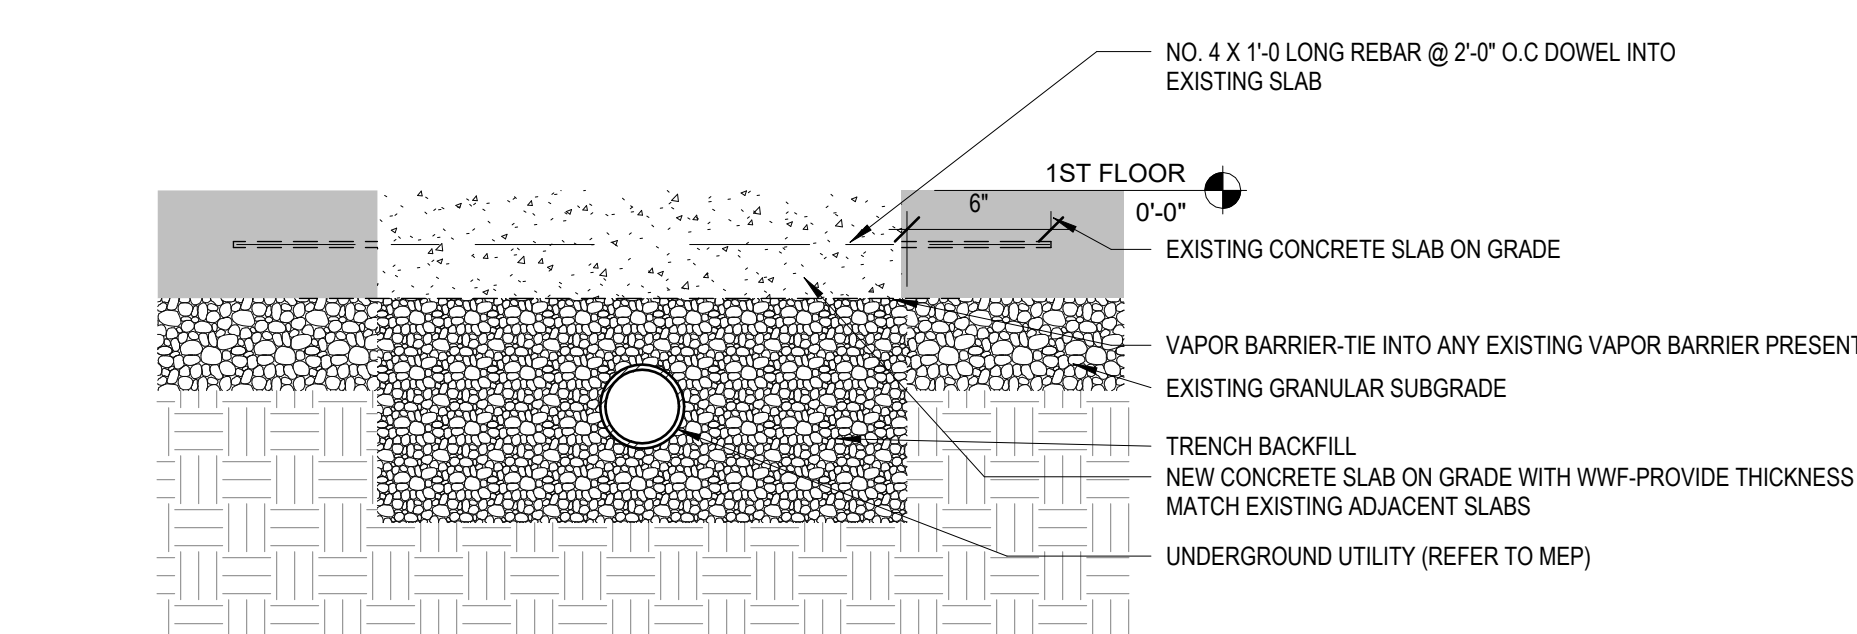 NO. 4 X 1'-0 LONG REBAR @ 2'-0" O.C DOWEL INTO
EXISTING SLAB
1ST FLOOR
6"
0'-0"
EXISTING CONCRETE SLAB ON GRADE
VAPOR BARRIER-TIE INTO ANY EXISTING VAPOR BARRIER PRESENT
EXISTING GRANULAR SUBGRADE
TRENCH BACKFILL
NEW CONCRETE SLAB ON GRADE WITH WWF-PROVIDE THICKNESS
MATCH EXISTING ADJACENT SLABS
UNDERGROUND UTILITY (REFER TO MEP)